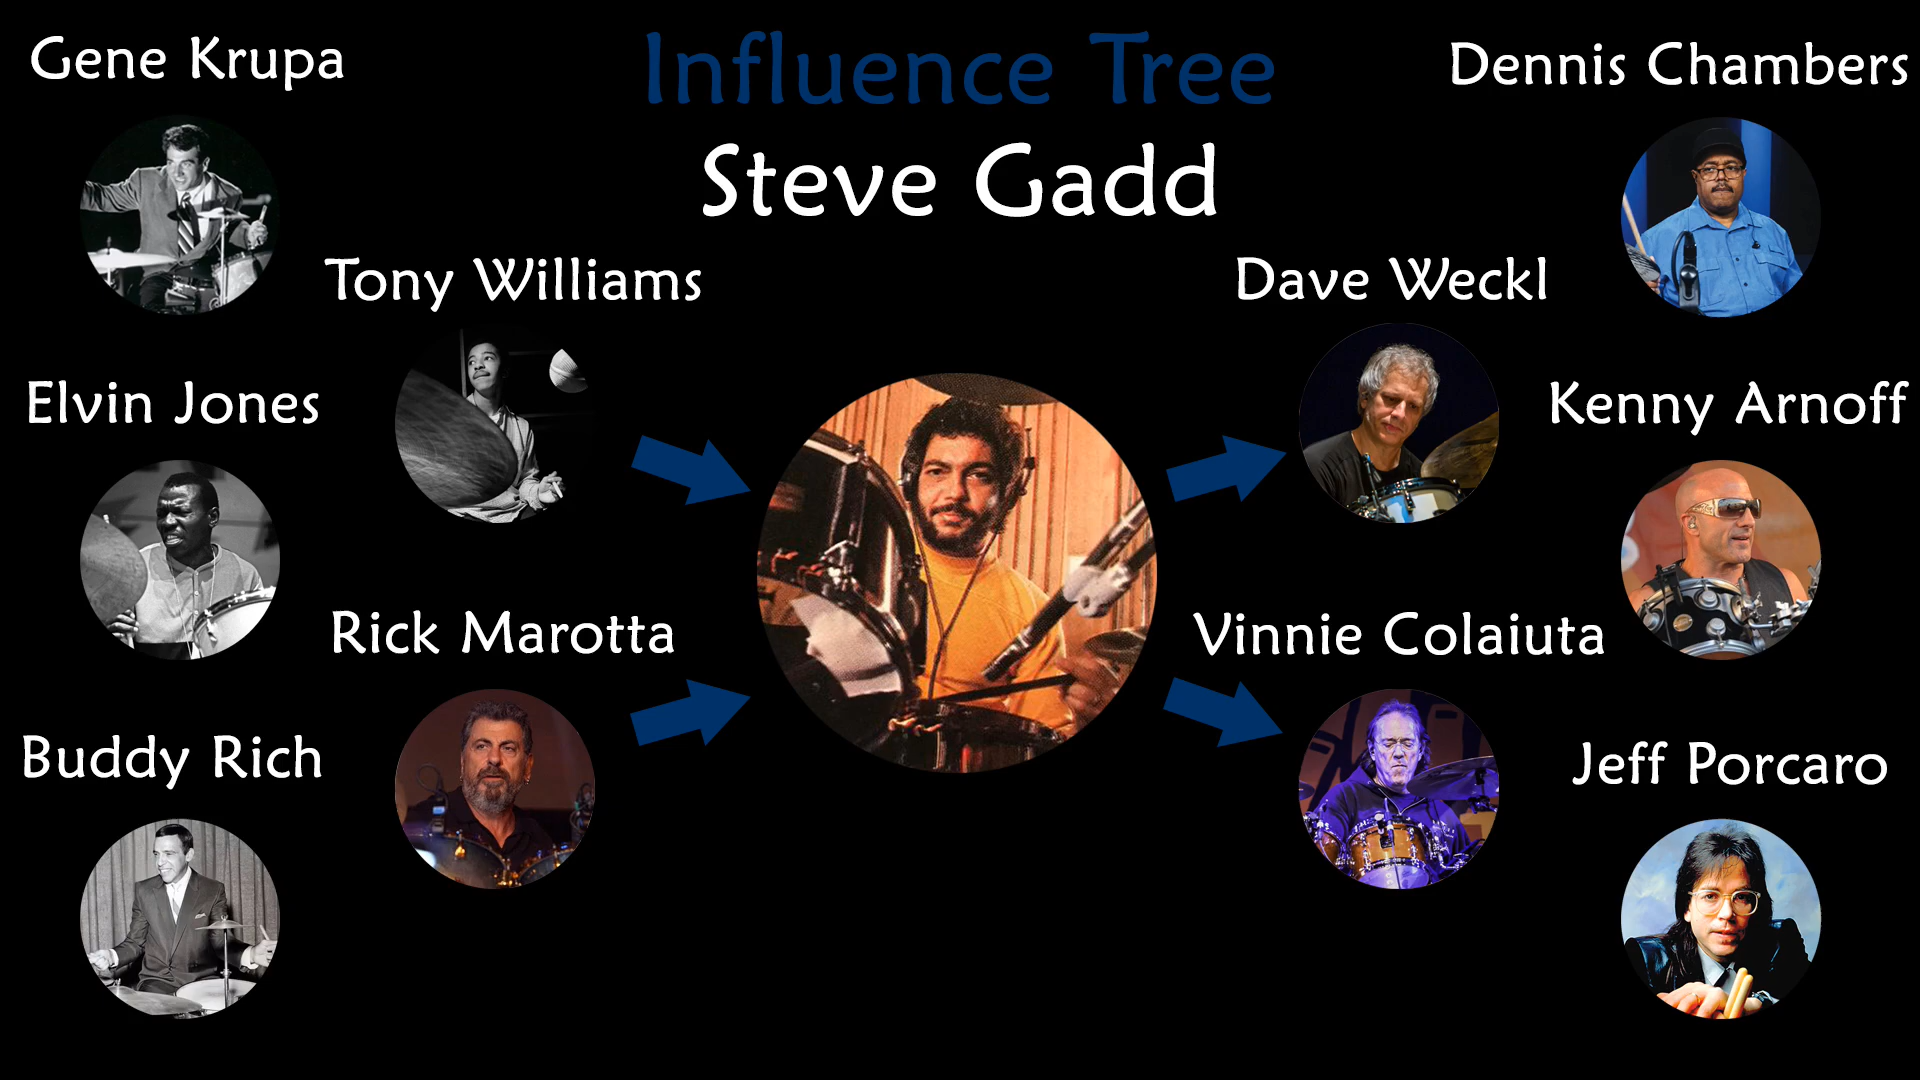 Influence Tree
Steve Gadd
Gene Krupa
Tony Williams
Elvin Jones
Rick Marotta
Buddy Rich
Dennis Chambers
Dave Weckl
Kenny Arnoff
Vinnie Colaiuta
Jeff Porcaro